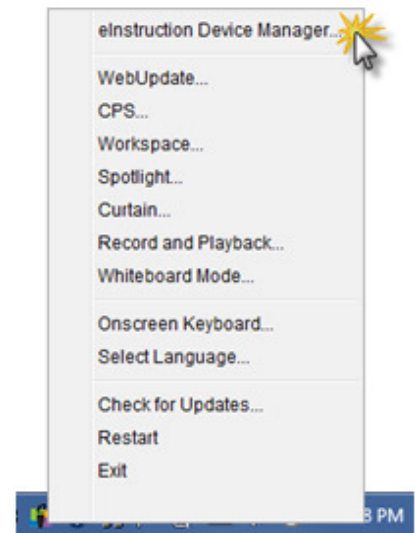 eInstruction Device Manager...
WebUpdate...
CPS...
Workspace...
Spotlight...
Curtain...
Record and Playback...
Whiteboard Mode...
Onscreen Keyboard...
Select Language...
Check for Updates...
Restart
Exit
PM